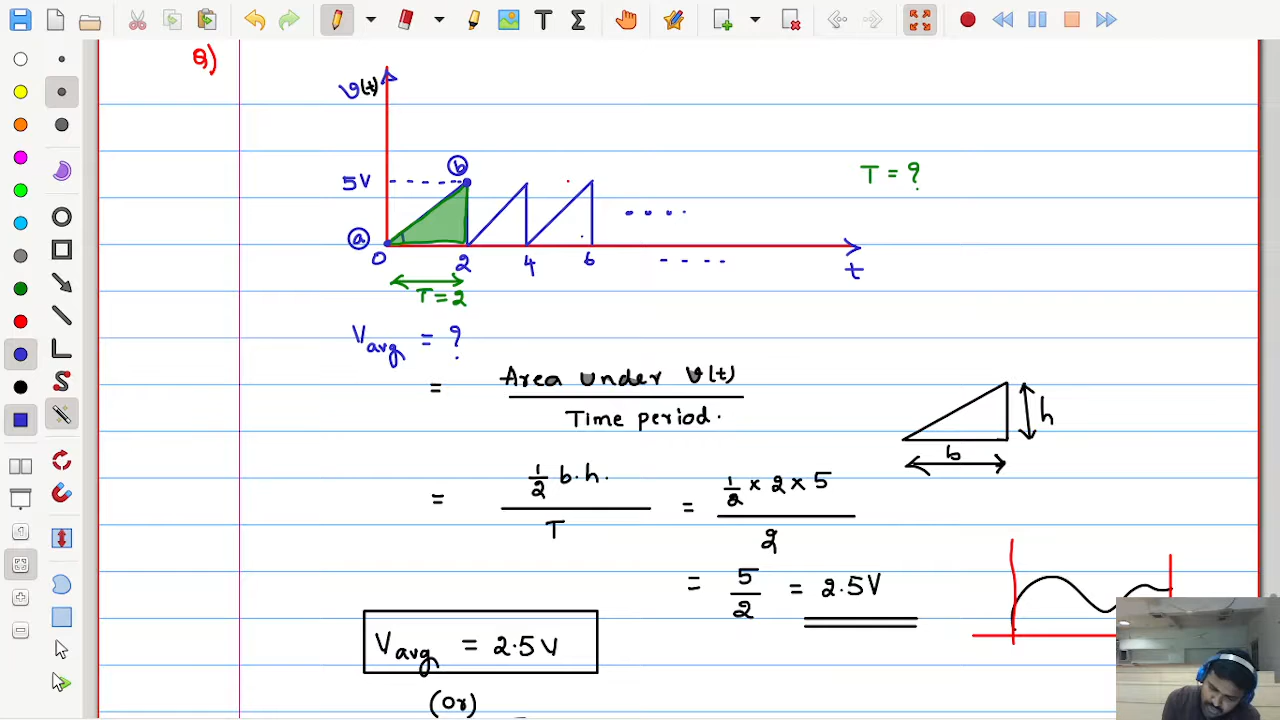 Q)
v(t)
b
5V
T = ?
a
0 2 4 6
t
T = 2
Vavg = ?
= Area under v(t) / Time period.
h
b
= 1/2 b.h. / T = 1/2 × 2 × 5 / 2
= 5/2 = 2.5V
Vavg = 2.5V
(Or)